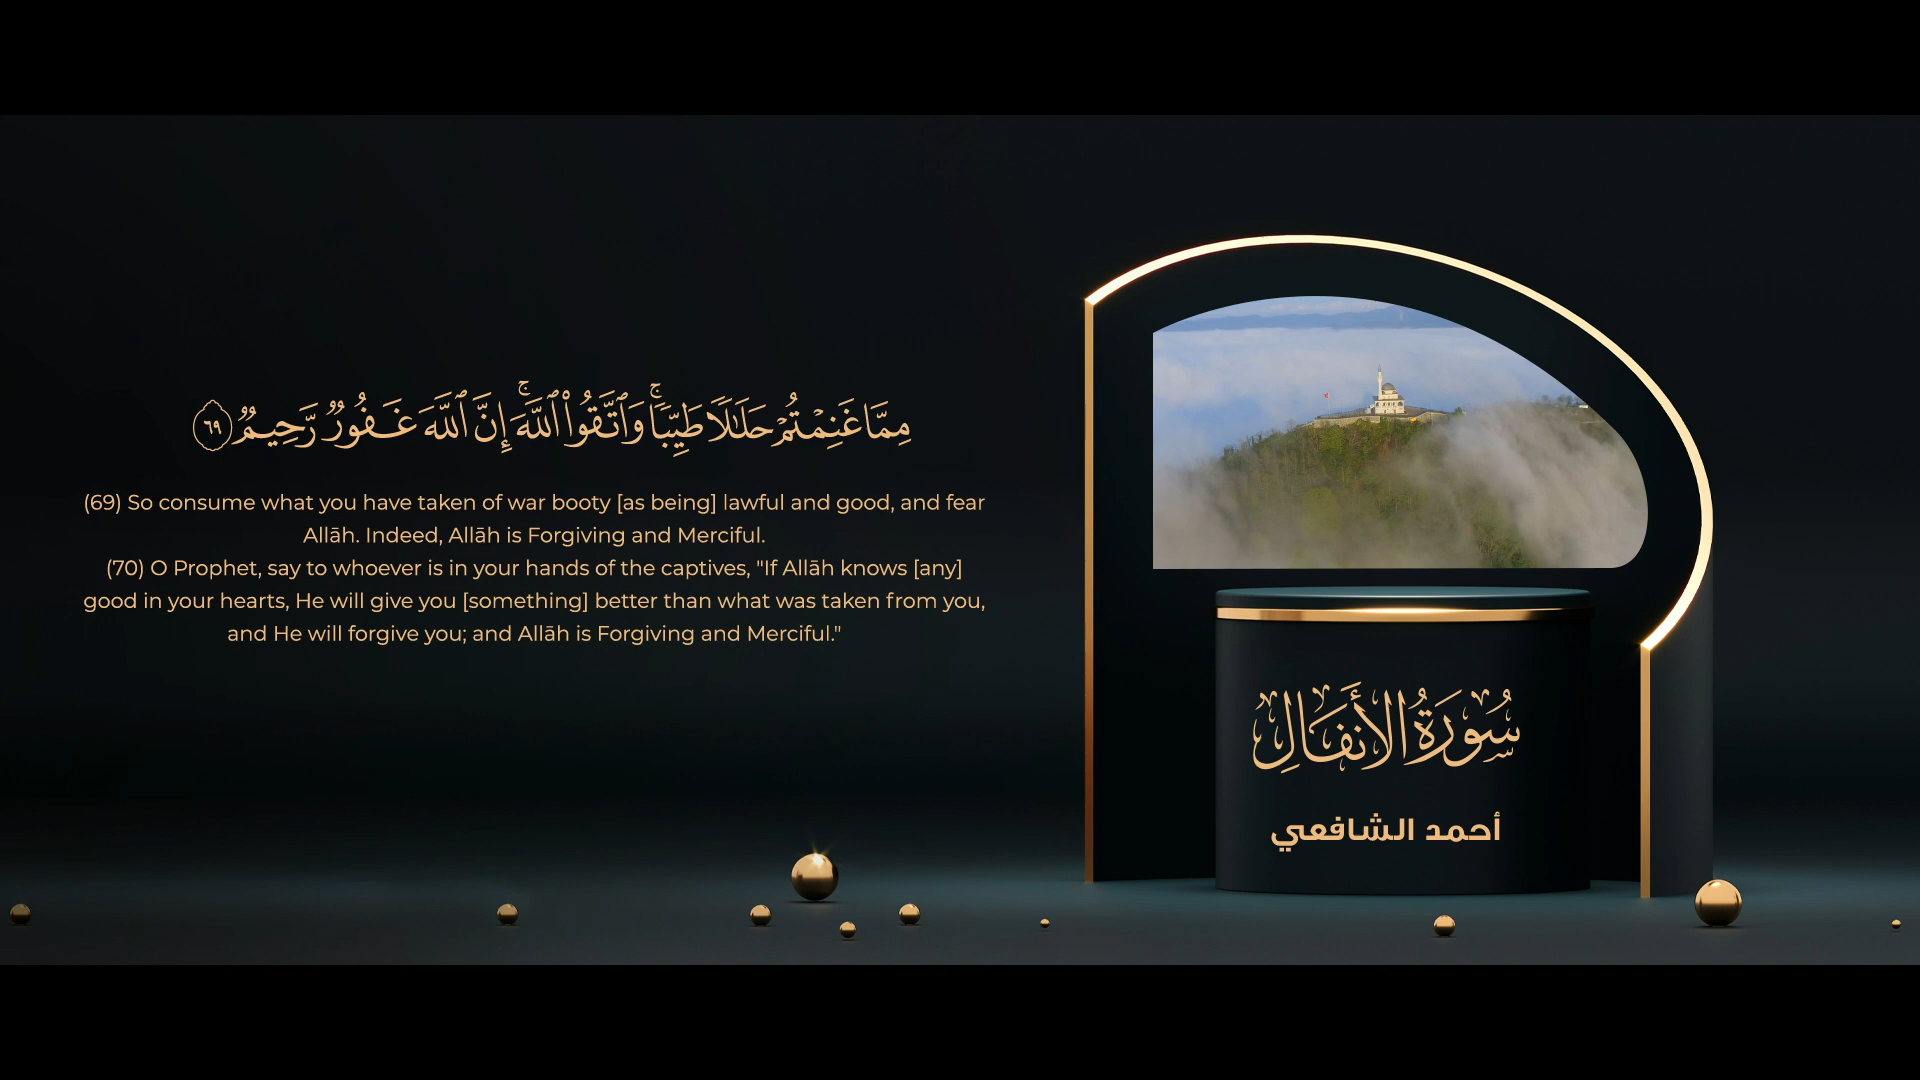 مِمَّا غَنِمْتُمْ حَلَٰلًا طَيِّبًا ۚ وَٱتَّقُوا۟ ٱللَّهَ ۚ إِنَّ ٱللَّهَ غَفُورٌ رَّحِيمٌ ٦٩
(69) So consume what you have taken of war booty [as being] lawful and good, and fear
Allāh. Indeed, Allāh is Forgiving and Merciful.
(70) O Prophet, say to whoever is in your hands of the captives, "If Allāh knows [any]
good in your hearts, He will give you [something] better than what was taken from you,
and He will forgive you; and Allāh is Forgiving and Merciful."
سُورَةُ الأَنفَالِ
أحمد الشافعي